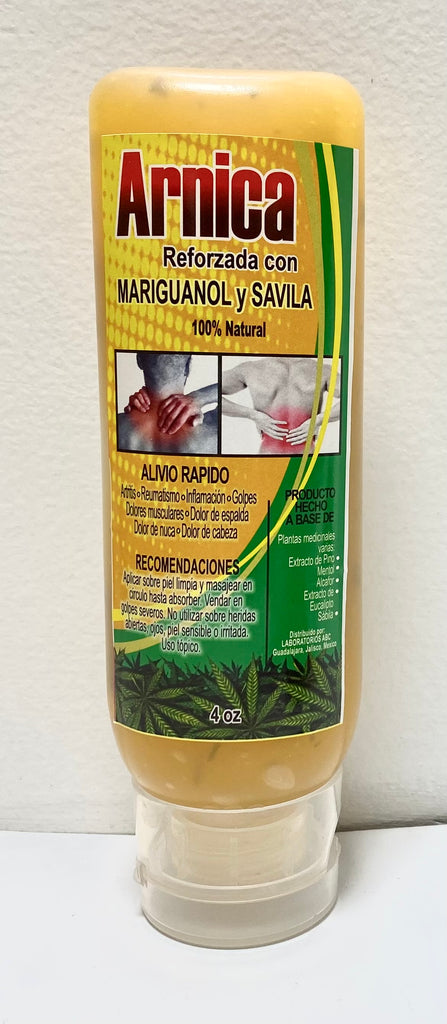 Arnica
Reforzada con
MARIGUANOL y SAVILA
100% Natural
ALIVIO RAPIDO
Artritis Reumatismo Inflamación Golpes
Dolores musculares Dolor de espalda
Dolor de nuca Dolor de cabeza
RECOMENDACIONES
Aplicar sobre piel limpia y masajear en
circulo hasta absorber. Vendar en
golpes severos. No utilizar sobre heridas
abiertas, ojos, piel sensible o irritada.
Uso tópico.
PRODUCTO
HECHO
A BASE DE
Plantas medicinales
varias:
Extracto de Pino
Mentol
Alcafor
Extracto de
Eucalipto
Sábila
Distribuido por:
LABORATORIOS ABC
Guadalajara, Jalisco, Mexico
4 oz